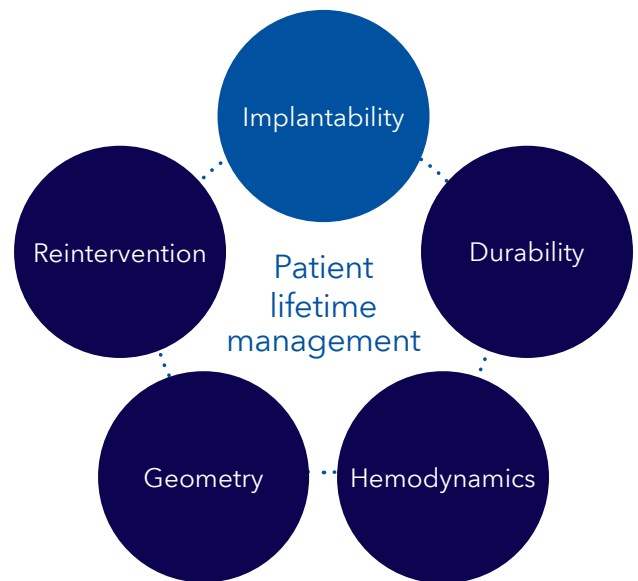 Implantability
Reintervention
Durability
Patient
lifetime
management
Geometry
Hemodynamics